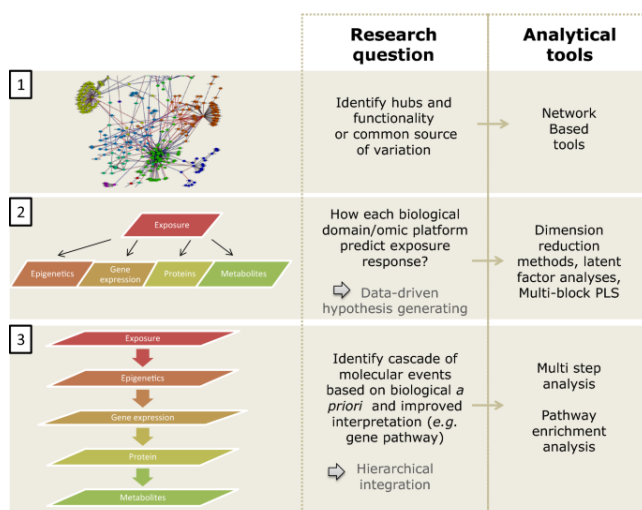 Research
question
Analytical
tools
1
Identify hubs and
functionality
or common source
of variation
Network
Based
tools
2
Exposure
Epigenetics
Gene
expression
Proteins
Metabolites
How each biological
domain/omic platform
predict exposure
response?
Data-driven
hypothesis generating
Dimension
reduction
methods, latent
factor analyses,
Multi-block PLS
3
Exposure
Epigenetics
Gene expression
Protein
Metabolites
Identify cascade of
molecular events
based on biological a
priori and improved
interpretation (e.g.
gene pathway)
Hierarchical
integration
Multi step
analysis
Pathway
enrichment
analysis